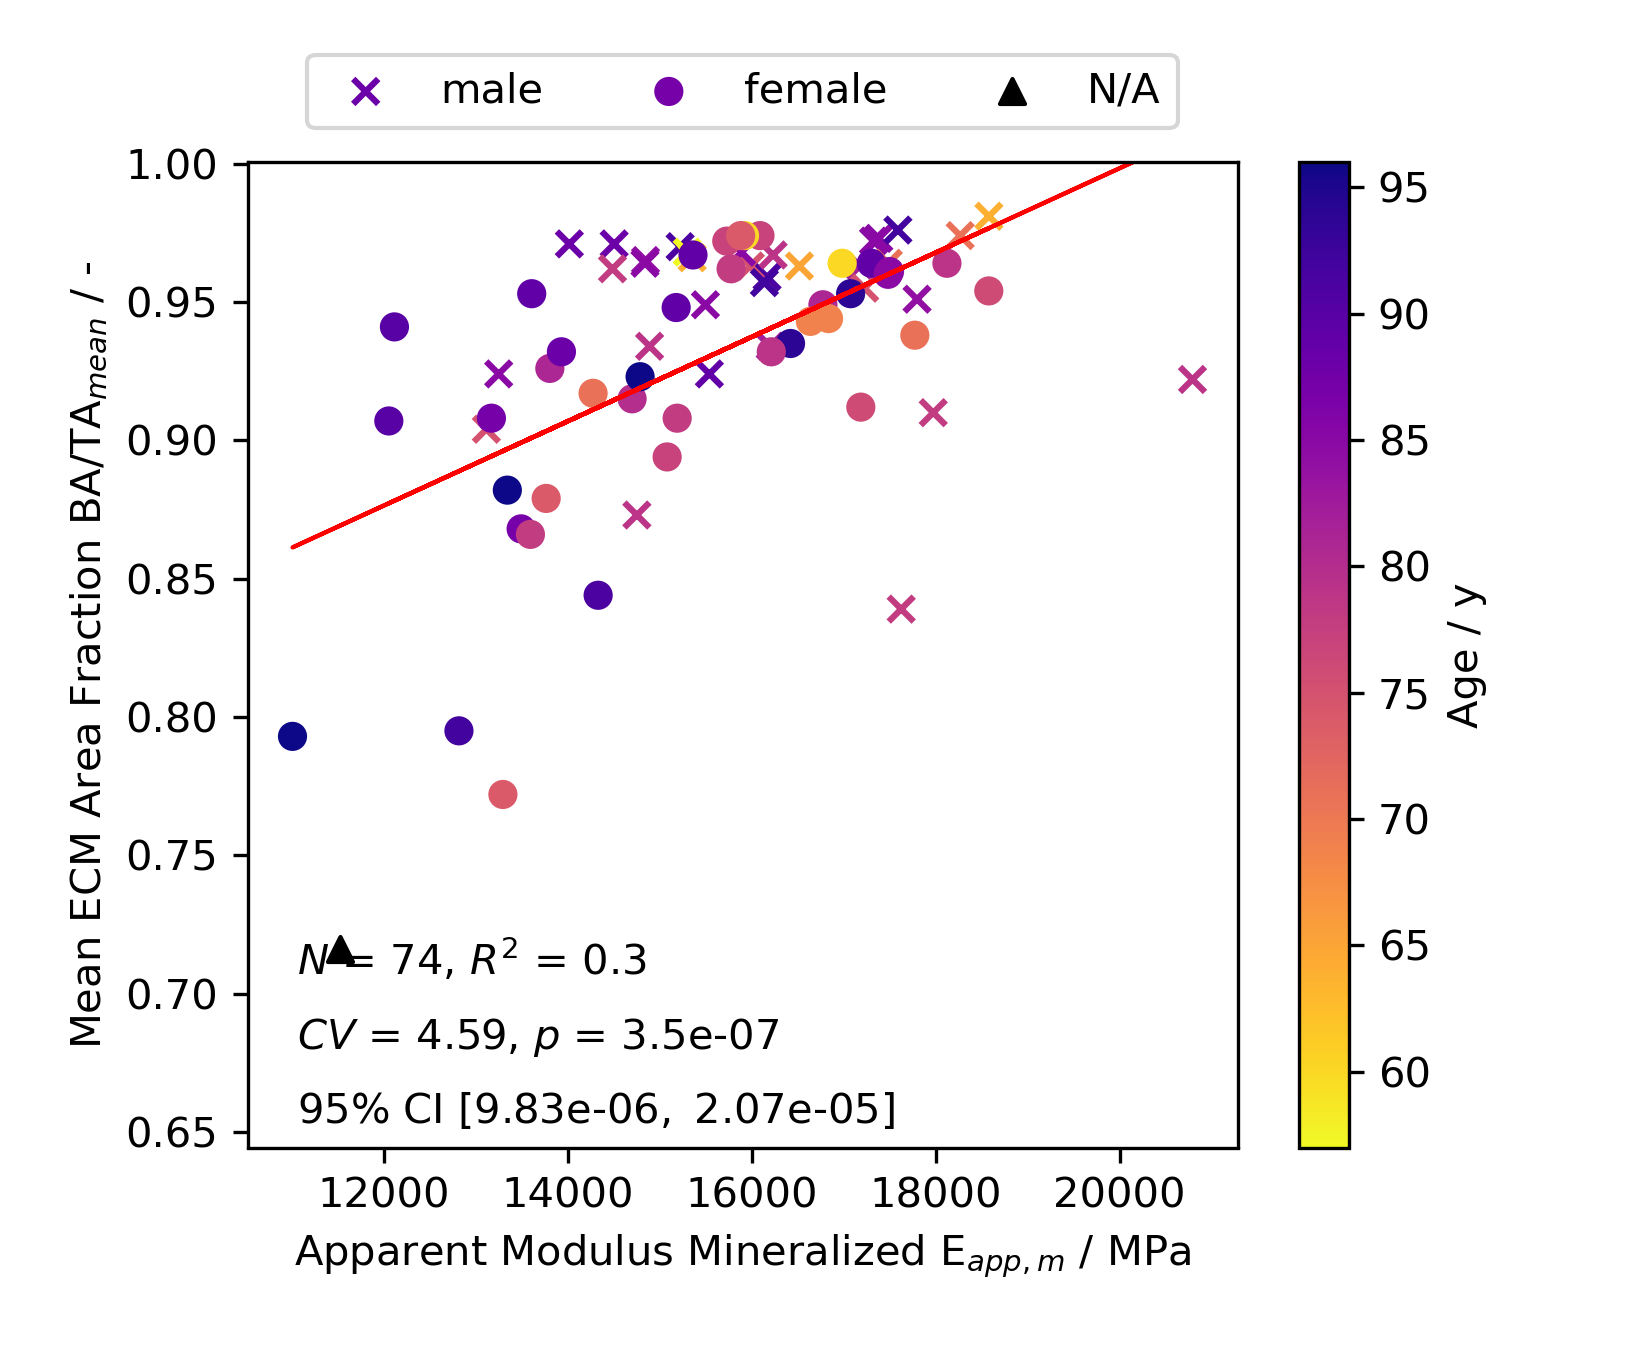 male female N/A
1.00
0.95
0.90
0.85
0.80
0.75
0.70
0.65
Mean ECM Area Fraction BA/TA_mean / -
N = 74, R² = 0.3
CV = 4.59, p = 3.5e-07
95% CI [9.83e-06, 2.07e-05]
12000 14000 16000 18000 20000
Apparent Modulus Mineralized E_app,m / MPa
95
90
85
80
75
70
65
60
Age / y